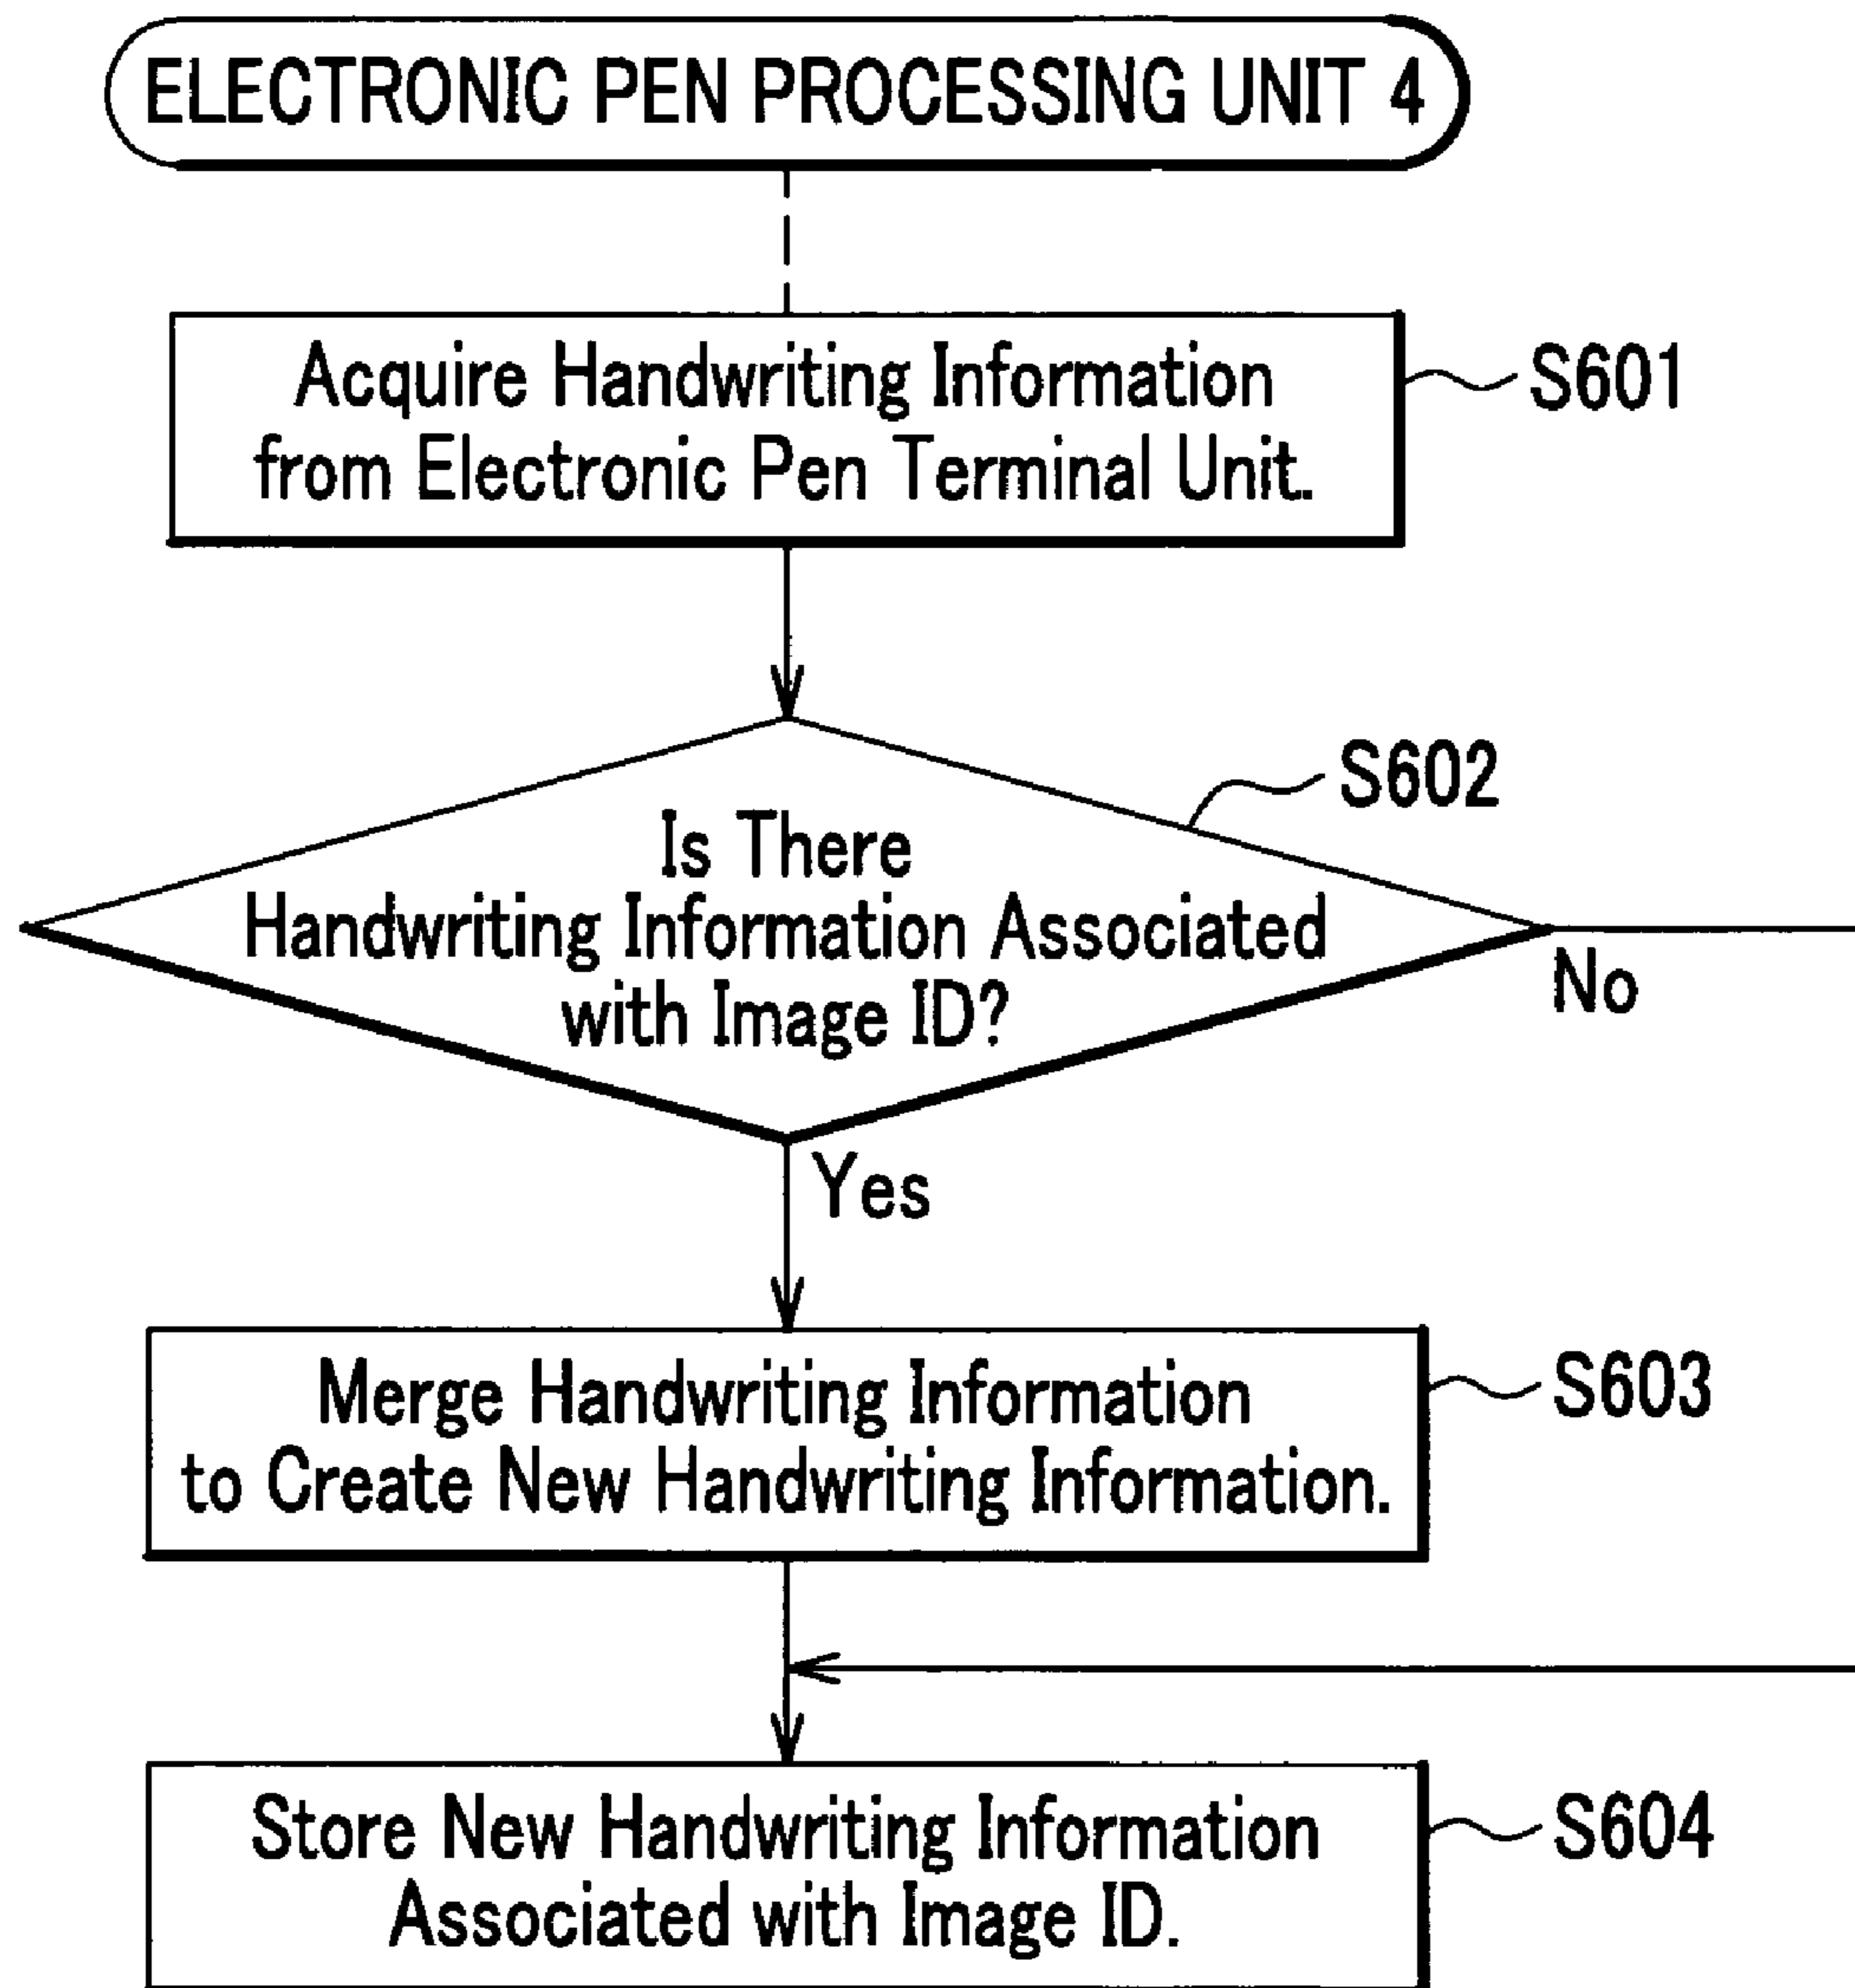 ELECTRONIC PEN PROCESSING UNIT 4
Acquire Handwriting Information
from Electronic Pen Terminal Unit.
S601
S602
Is There
Handwriting Information Associated
with Image ID?
No
Yes
Merge Handwriting Information
to Create New Handwriting Information.
S603
Store New Handwriting Information
Associated with Image ID.
S604